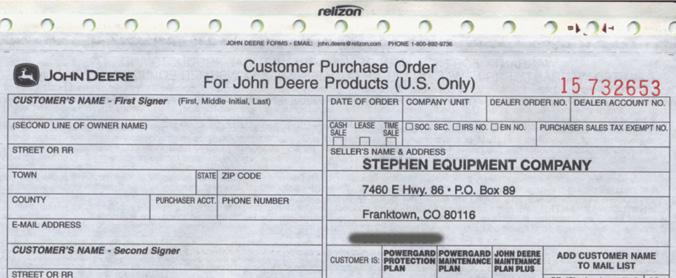 relizon
JOHN DEERE FORMS - EMAIL: john.deere@relizon.com PHONE 1-800-892-9736
JOHN DEERE
Customer Purchase Order
For John Deere Products (U.S. Only)
15 732653
CUSTOMER'S NAME - First Signer (First, Middle Initial, Last)
DATE OF ORDER COMPANY UNIT DEALER ORDER NO. DEALER ACCOUNT NO.
(SECOND LINE OF OWNER NAME)
CASH SALE LEASE TIME SALE
SOC. SEC. IRS NO. EIN NO. PURCHASER SALES TAX EXEMPT NO.
STREET OR RR
SELLER'S NAME & ADDRESS
STEPHEN EQUIPMENT COMPANY
TOWN STATE ZIP CODE
7460 E Hwy. 86 • P.O. Box 89
COUNTY PURCHASER ACCT. PHONE NUMBER
Franktown, CO 80116
E-MAIL ADDRESS
CUSTOMER'S NAME - Second Signer
CUSTOMER IS:
POWERGARD PROTECTION PLAN
POWERGARD MAINTENANCE PLAN
JOHN DEERE MAINTENANCE PLAN PLUS
ADD CUSTOMER NAME
TO MAIL LIST
STREET OR RR